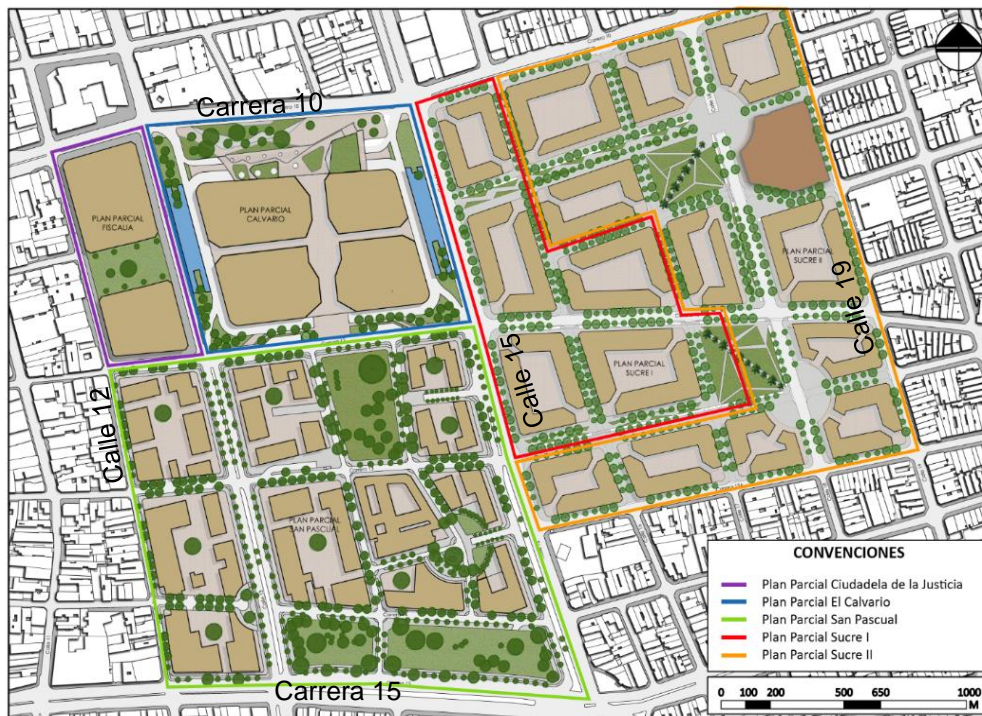 Carrera 10
PLAN PARCIAL
FISCALIA
PLAN PARCIAL
CALVARIO
PLAN PARCIAL
SUCRE II
Calle 19
PLAN PARCIAL
SUCRE I
Calle 15
Calle 12
PLAN PARCIAL
SAN PASCUAL
Carrera 15
CONVENCIONES
Plan Parcial Ciudadela de la Justicia
Plan Parcial El Calvario
Plan Parcial San Pascual
Plan Parcial Sucre I
Plan Parcial Sucre II
0 100 200 500 650 1000
M